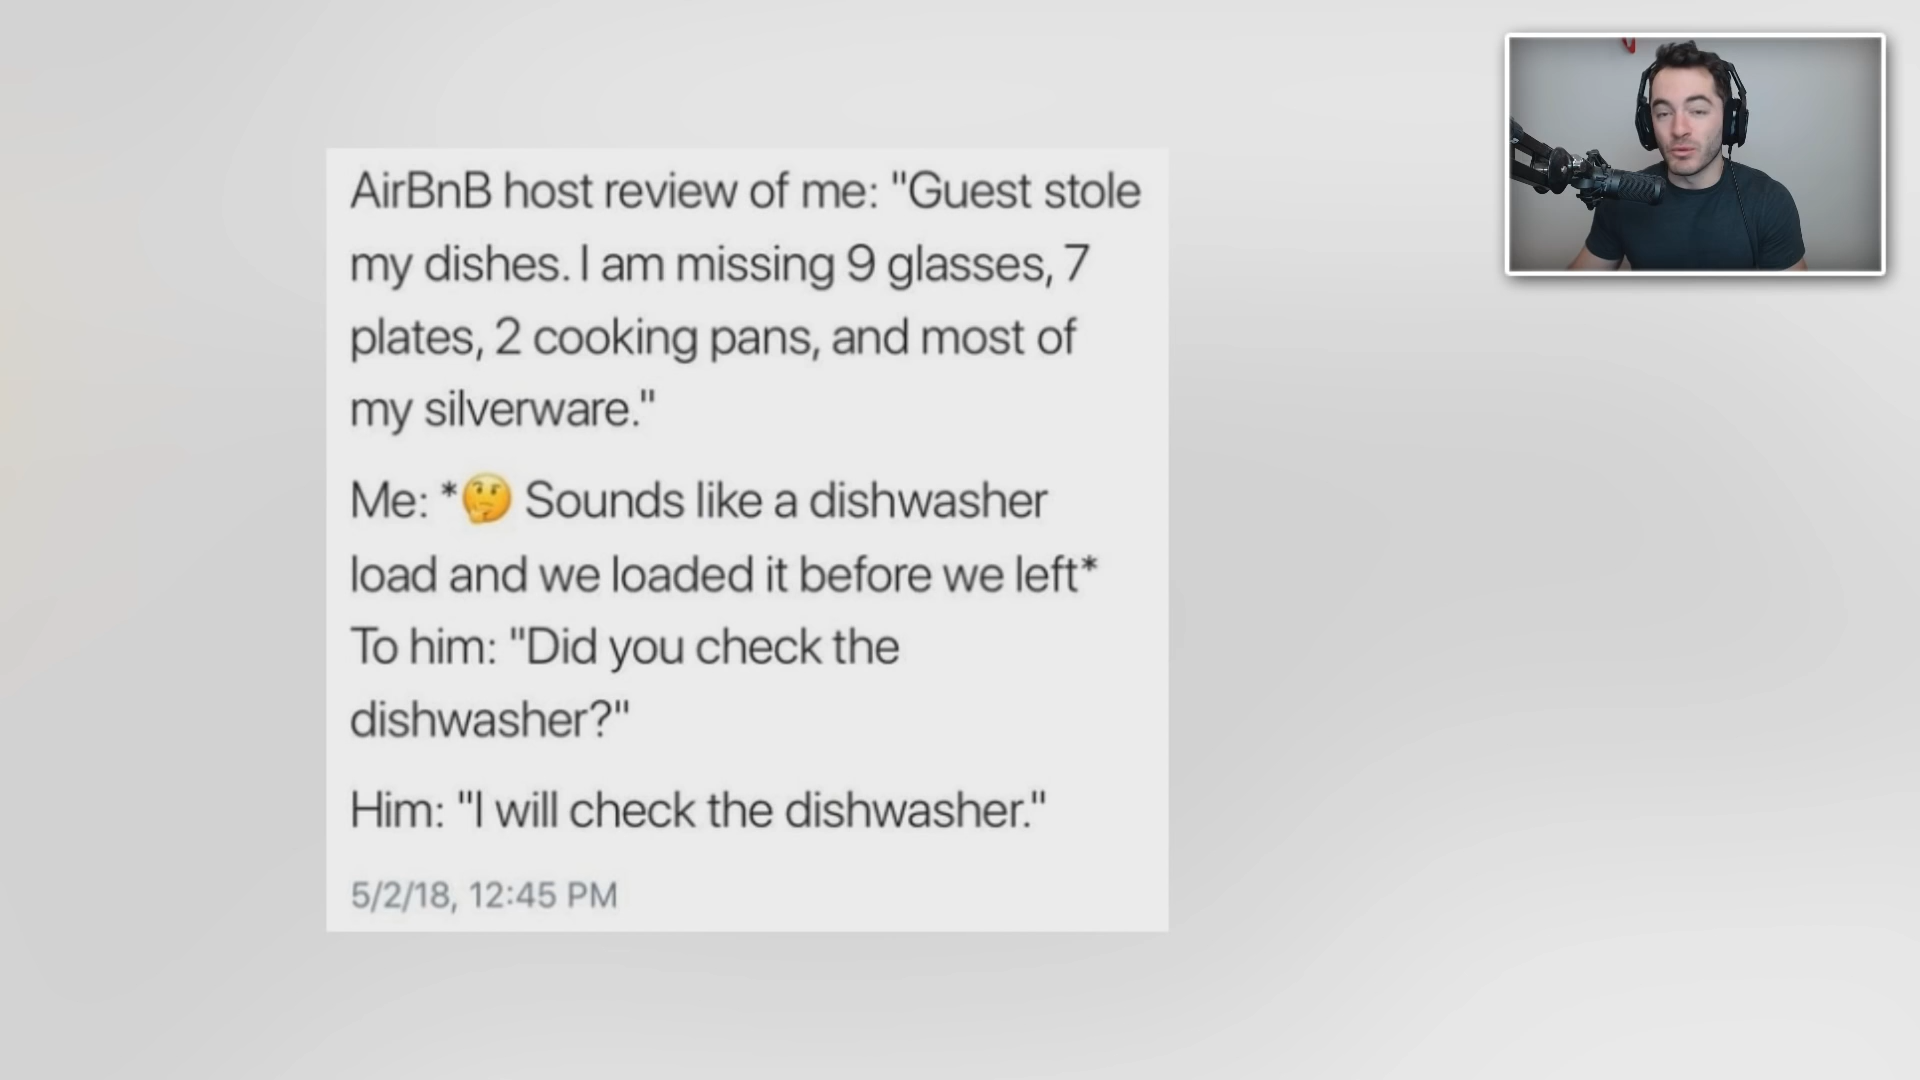 AirBnB host review of me: "Guest stole
my dishes. I am missing 9 glasses, 7
plates, 2 cooking pans, and most of
my silverware."
Me: *🤔 Sounds like a dishwasher
load and we loaded it before we left*
To him: "Did you check the
dishwasher?"
Him: "I will check the dishwasher."
5/2/18, 12:45 PM